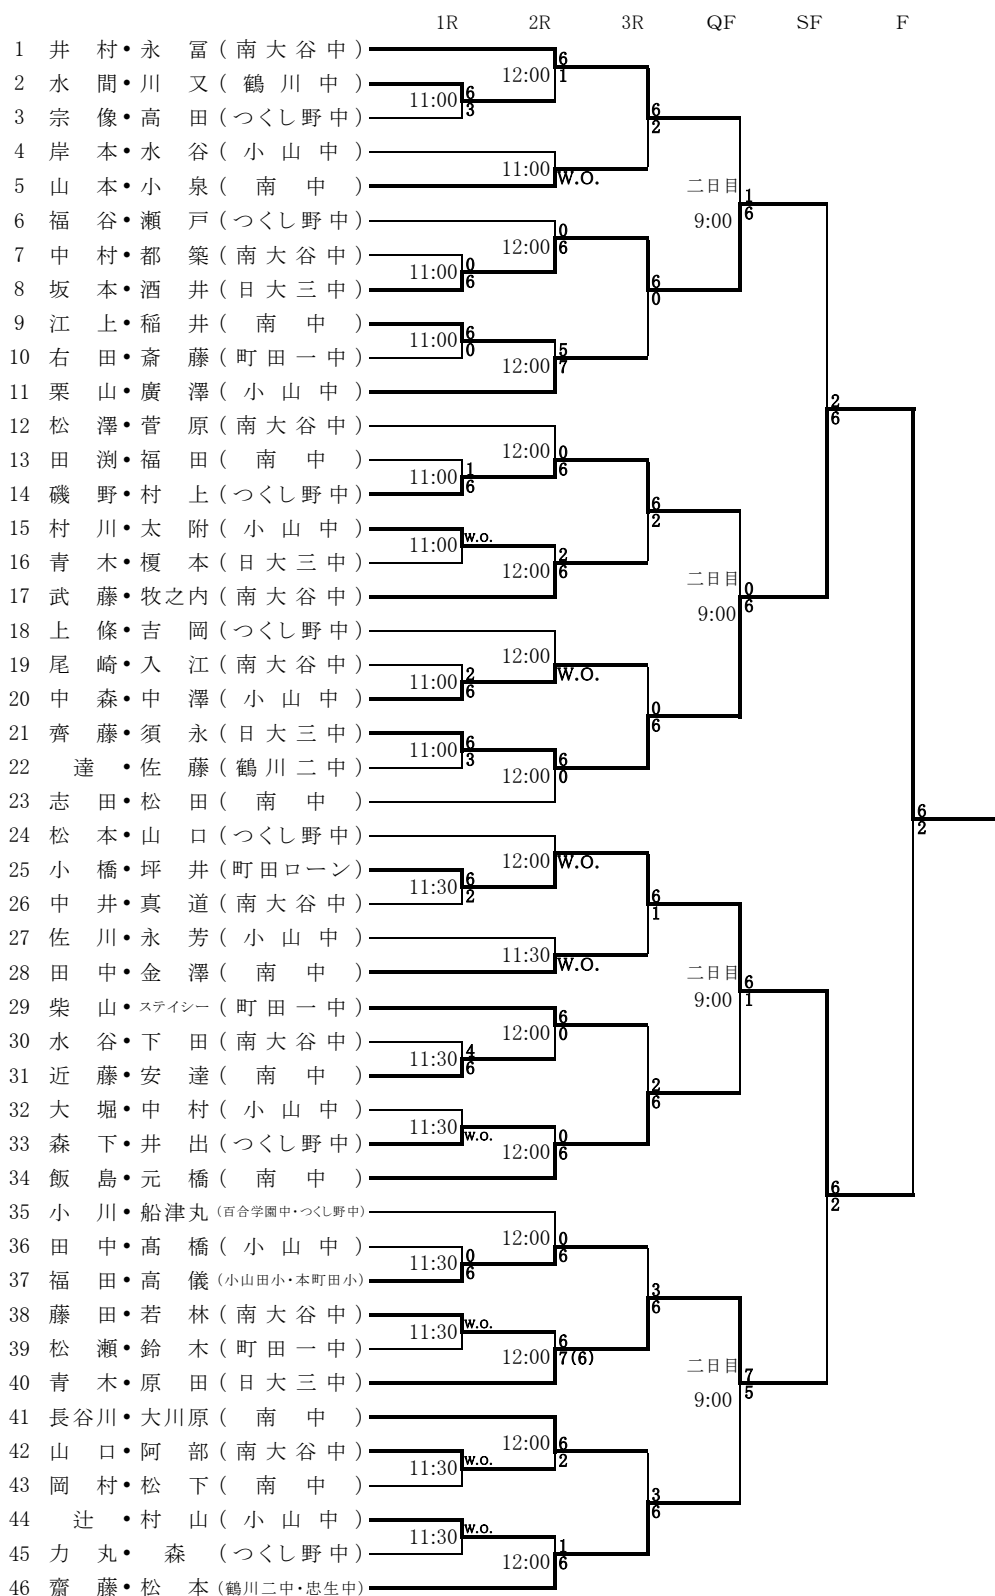 1R 2R 3R QF SF F
1 井 村・永 冨 (南大谷中)
6
12:00 1
2 水 間・川 又 (鶴川中)
11:00 6
3
6
2
3 宗 像・高 田 (つくし野中)
4 岸 本・水 谷 (小山中)
11:00 W.O.
5 山 本・小 泉 (南中)
二日目 1
6
9:00
6 福 谷・瀬 戸 (つくし野中)
12:00 0
6
7 中 村・都 築 (南大谷中)
11:00 0
6
8 坂 本・酒 井 (日大三中)
6
0
9 江 上・稲 井 (南中)
11:00 6
0
10 右 田・斎 藤 (町田一中)
12:00 5
7
11 栗 山・廣 澤 (小山中)
2
6
12 松 澤・菅 原 (南大谷中)
12:00 0
6
13 田 渕・福 田 (南中)
11:00 1
6
14 磯 野・村 上 (つくし野中)
6
2
15 村 川・太 附 (小山中)
11:00 w.o.
16 青 木・榎 本 (日大三中)
12:00 2
6
二日目 0
6
9:00
17 武 藤・牧之内 (南大谷中)
18 上 條・吉 岡 (つくし野中)
12:00 W.O.
19 尾 崎・入 江 (南大谷中)
11:00 2
6
20 中 森・中 澤 (小山中)
0
6
21 齊 藤・須 永 (日大三中)
11:00 6
3
22 達 ・佐 藤 (鶴川二中)
12:00 6
0
23 志 田・松 田 (南中)
6
2
24 松 本・山 口 (つくし野中)
12:00 W.O.
25 小 橋・坪 井 (町田ローン)
11:30 6
2
26 中 井・真 道 (南大谷中)
6
1
27 佐 川・永 芳 (小山中)
11:30 W.O.
28 田 中・金 澤 (南中)
二日目 6
1
9:00
29 柴 山・ステイシー (町田一中)
12:00 6
0
30 水 谷・下 田 (南大谷中)
11:30 4
6
31 近 藤・安 達 (南中)
2
6
32 大 堀・中 村 (小山中)
11:30 w.o.
33 森 下・井 出 (つくし野中)
12:00 0
6
34 飯 島・元 橋 (南中)
6
2
35 小 川・船津丸 (百合学園中・つくし野中)
12:00 0
6
36 田 中・髙 橋 (小山中)
11:30 0
6
37 福 田・高 儀 (小山田小・本町田小)
3
6
38 藤 田・若 林 (南大谷中)
11:30 w.o.
39 松 瀬・鈴 木 (町田一中)
12:00 6
7(6)
二日目 7
5
9:00
40 青 木・原 田 (日大三中)
41 長谷川・大川原 (南中)
12:00 6
2
42 山 口・阿 部 (南大谷中)
11:30 w.o.
43 岡 村・松 下 (南中)
3
6
44 辻 ・村 山 (小山中)
11:30 w.o.
45 力 丸・ 森 (つくし野中)
12:00 1
6
46 齋 藤・松 本 (鶴川二中・忠生中)